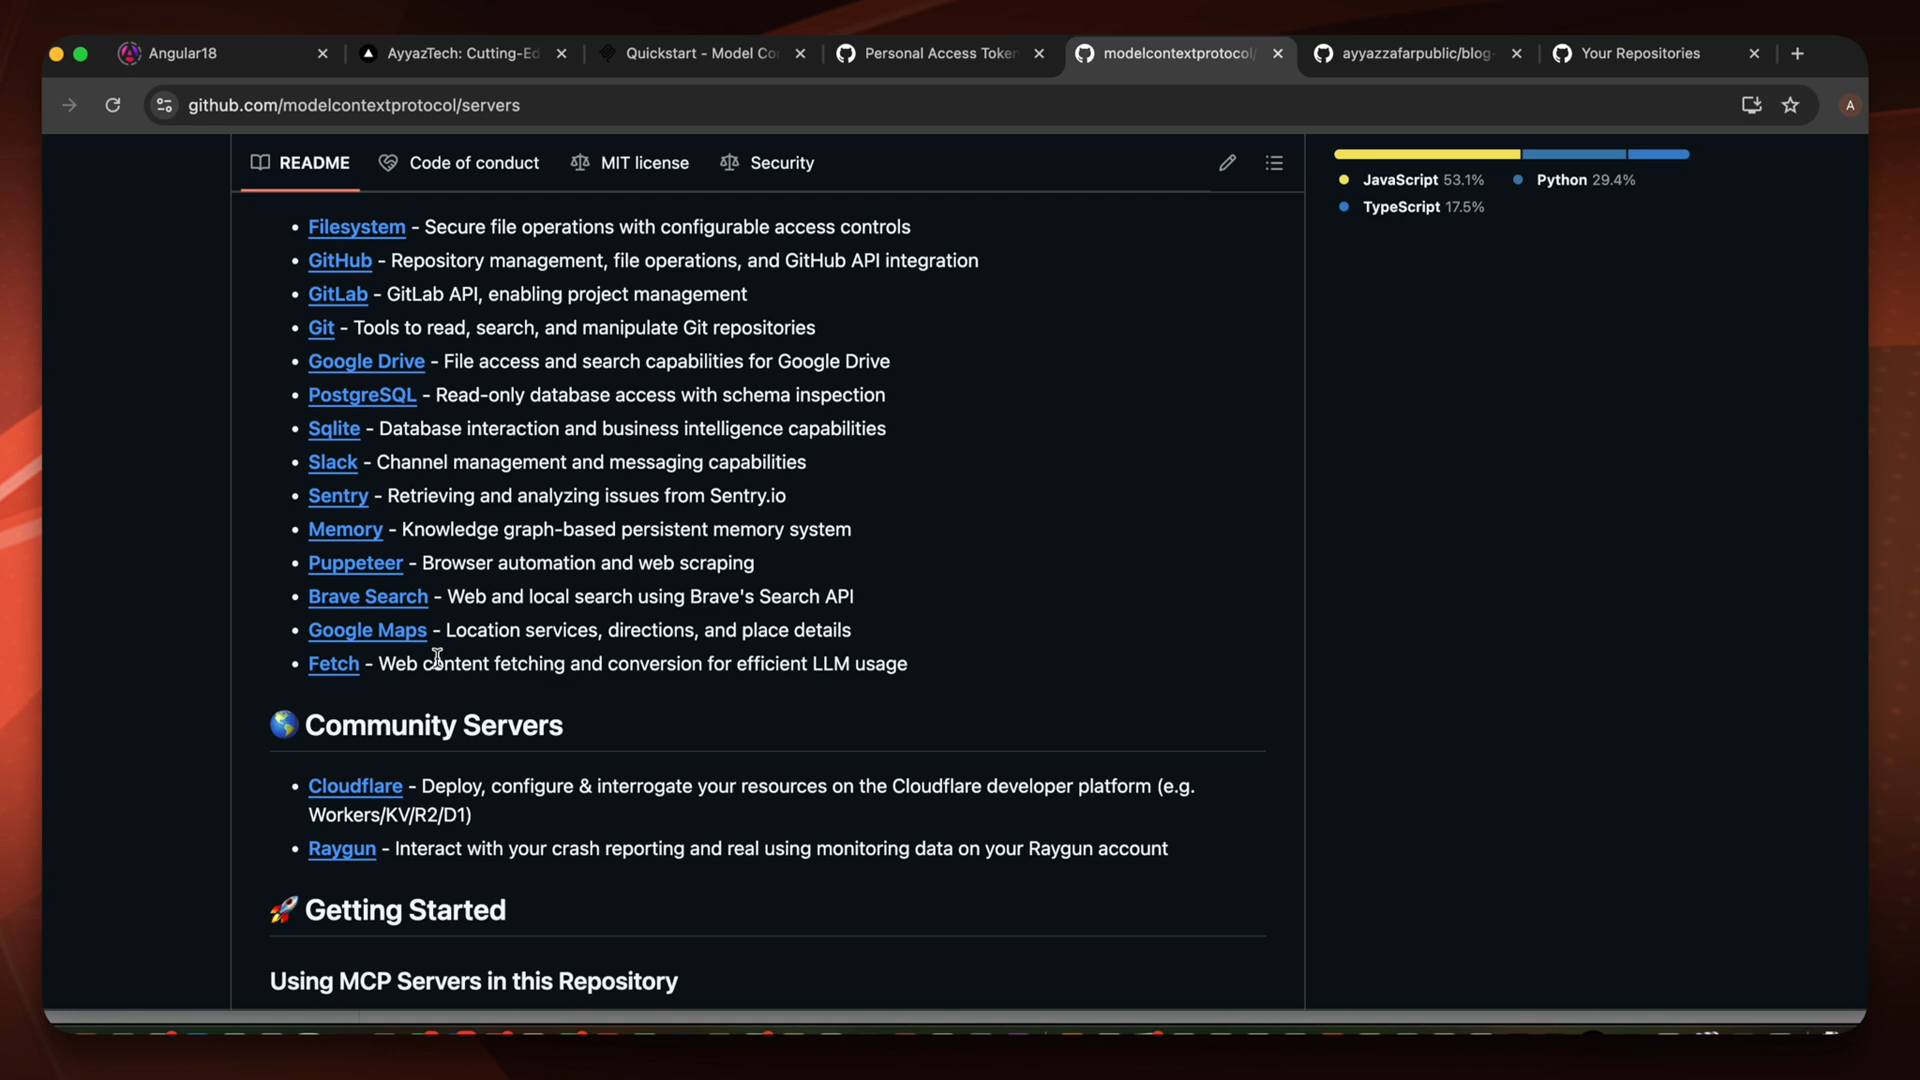 Angular18
AyyazTech: Cutting-Ed
Quickstart - Model Co
Personal Access Token
modelcontextprotocol/
ayyazzafarpublic/blog-
Your Repositories
github.com/modelcontextprotocol/servers
A
README
Code of conduct
MIT license
Security
JavaScript 53.1%
Python 29.4%
TypeScript 17.5%
• Filesystem - Secure file operations with configurable access controls
• GitHub - Repository management, file operations, and GitHub API integration
• GitLab - GitLab API, enabling project management
• Git - Tools to read, search, and manipulate Git repositories
• Google Drive - File access and search capabilities for Google Drive
• PostgreSQL - Read-only database access with schema inspection
• Sqlite - Database interaction and business intelligence capabilities
• Slack - Channel management and messaging capabilities
• Sentry - Retrieving and analyzing issues from Sentry.io
• Memory - Knowledge graph-based persistent memory system
• Puppeteer - Browser automation and web scraping
• Brave Search - Web and local search using Brave's Search API
• Google Maps - Location services, directions, and place details
• Fetch - Web content fetching and conversion for efficient LLM usage
🌎 Community Servers
• Cloudflare - Deploy, configure & interrogate your resources on the Cloudflare developer platform (e.g.
Workers/KV/R2/D1)
• Raygun - Interact with your crash reporting and real using monitoring data on your Raygun account
🚀 Getting Started
Using MCP Servers in this Repository